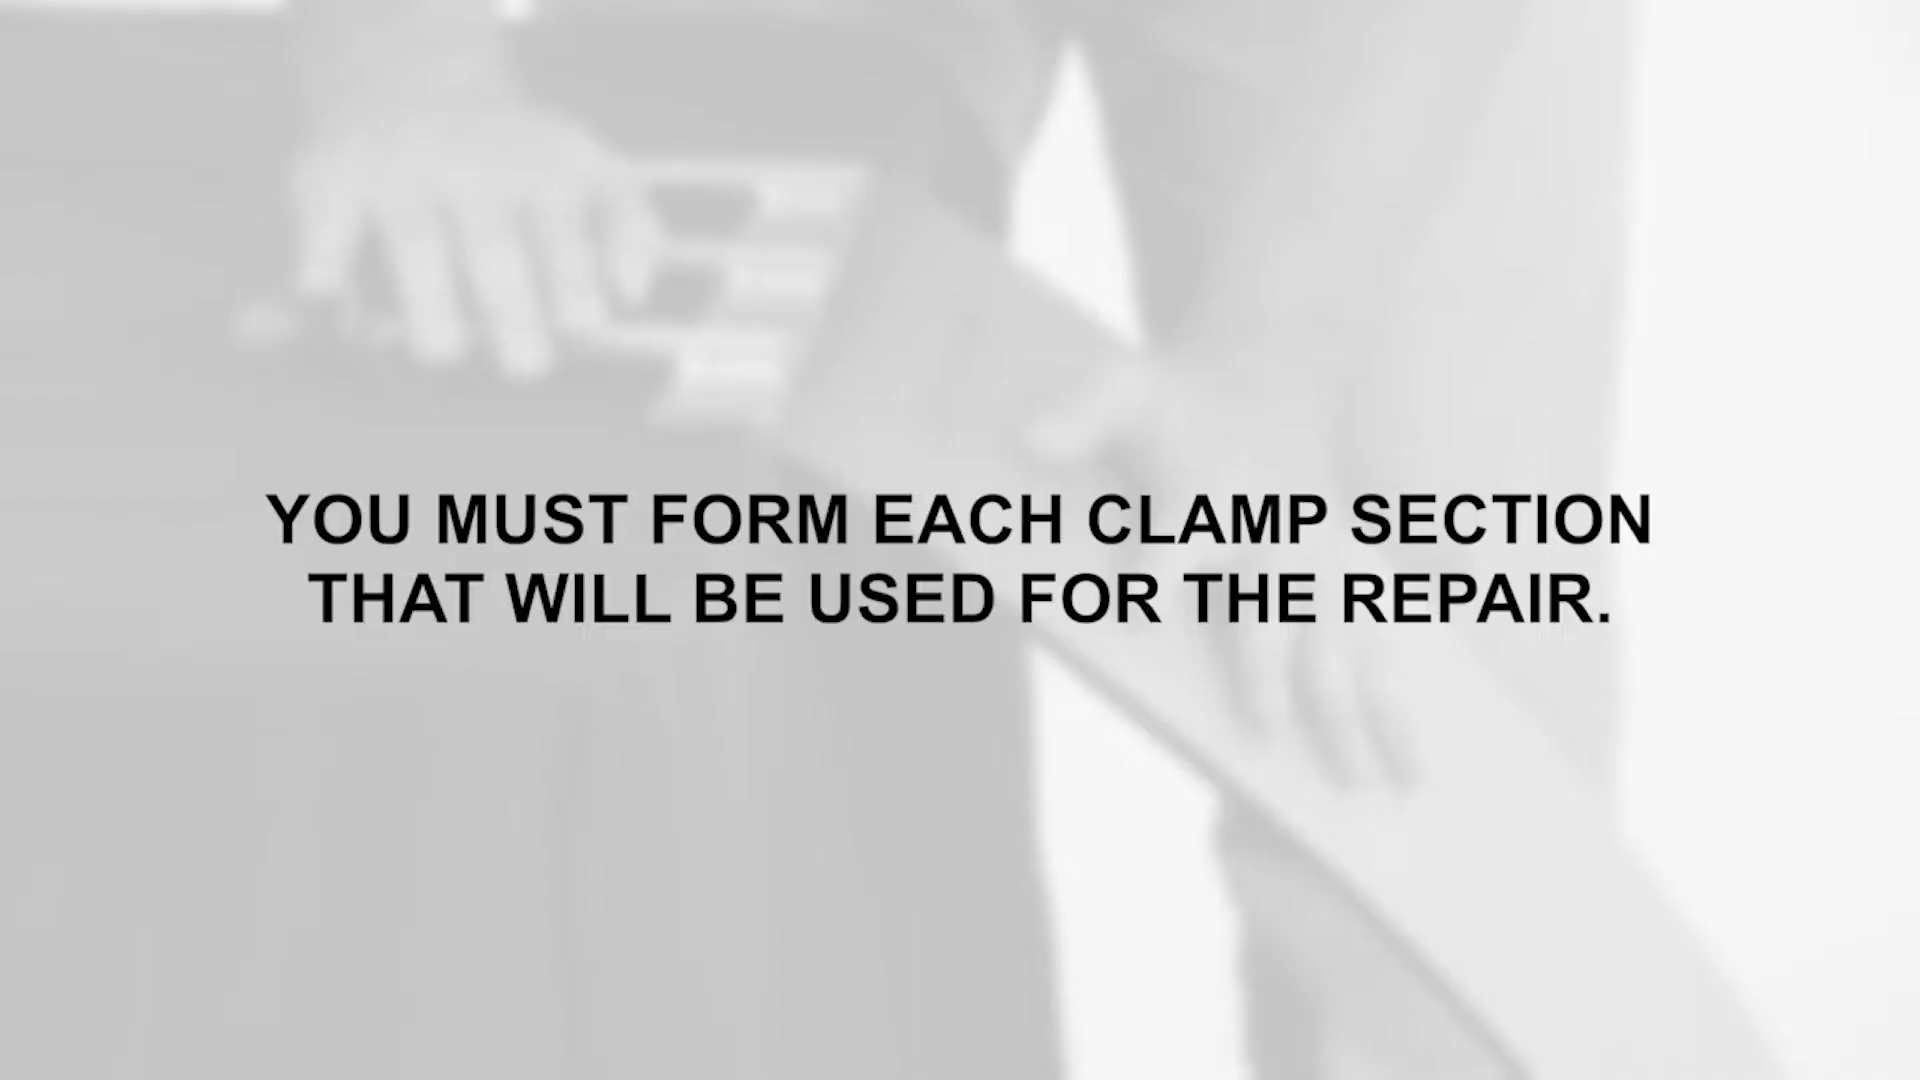 YOU MUST FORM EACH CLAMP SECTION
THAT WILL BE USED FOR THE REPAIR.